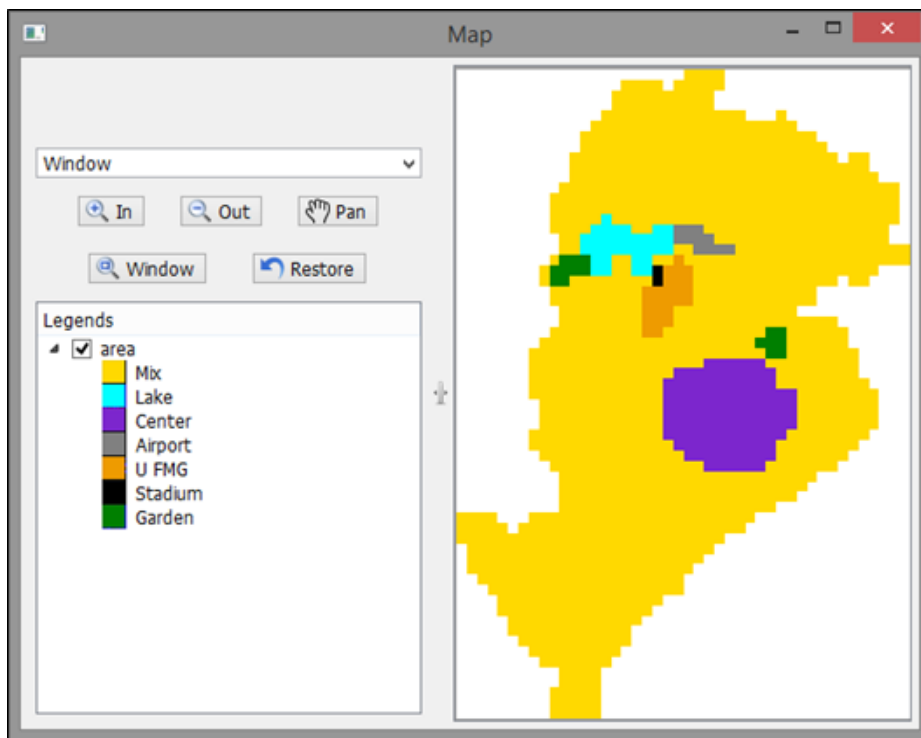 Map
Window
In Out Pan
Window Restore
Legends
area
Mix
Lake
Center
Airport
U FMG
Stadium
Garden